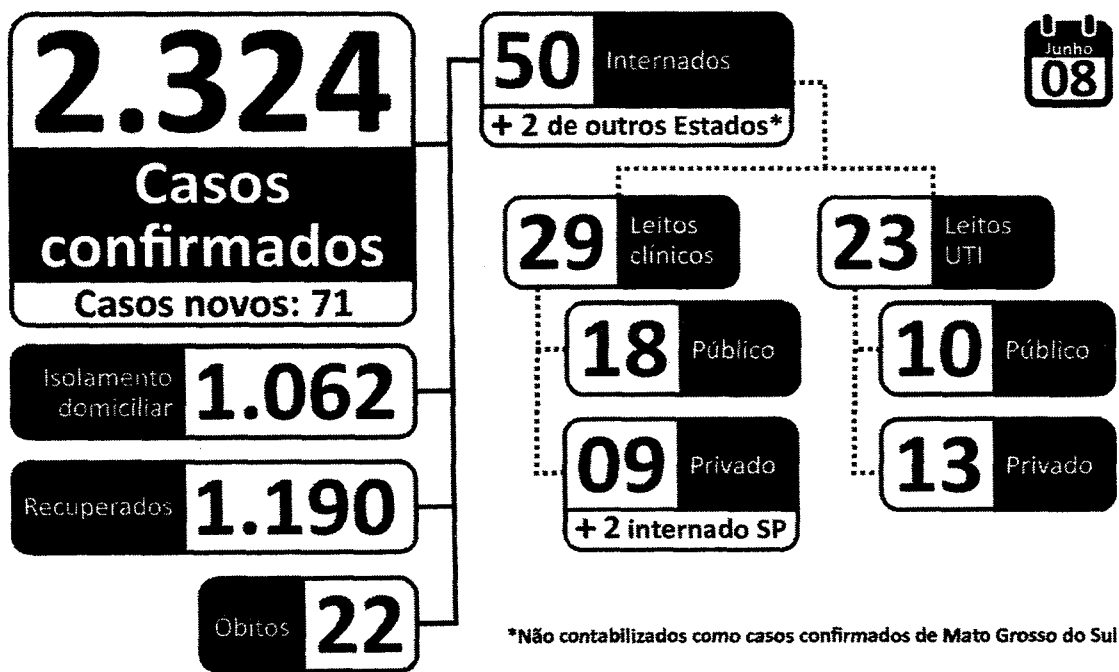 2.324
Casos
confirmados
Casos novos: 71
Isolamento
domiciliar
1.062
Recuperados
1.190
Óbitos
22
50
Internados
+ 2 de outros Estados*
29
Leitos
clínicos
18
Público
09
Privado
+ 2 internado SP
23
Leitos
UTI
10
Público
13
Privado
Junho
08
*Não contabilizados como casos confirmados de Mato Grosso do Sul